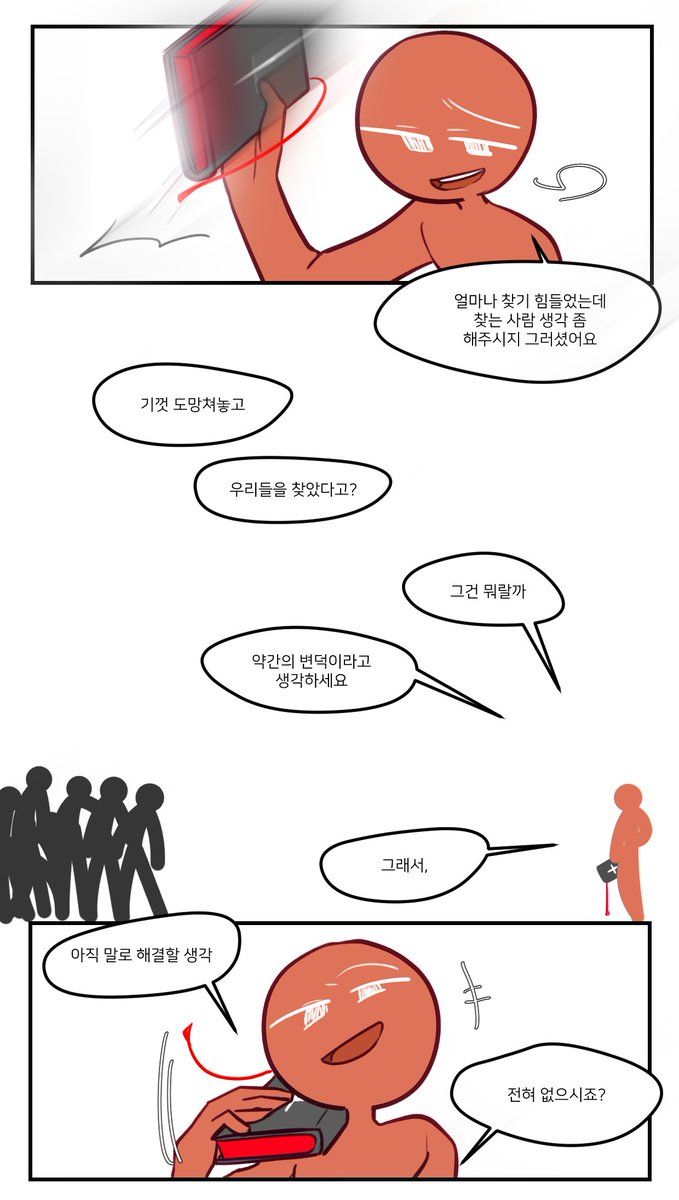 얼마나 찾기 힘들었는데
찾는 사람 생각 좀
해주시지 그러셨어요
기껏 도망쳐놓고
우리들을 찾았다고?
그건 뭐랄까
약간의 변덕이라고
생각하세요
그래서,
아직 말로 해결할 생각
전혀 없으시죠?